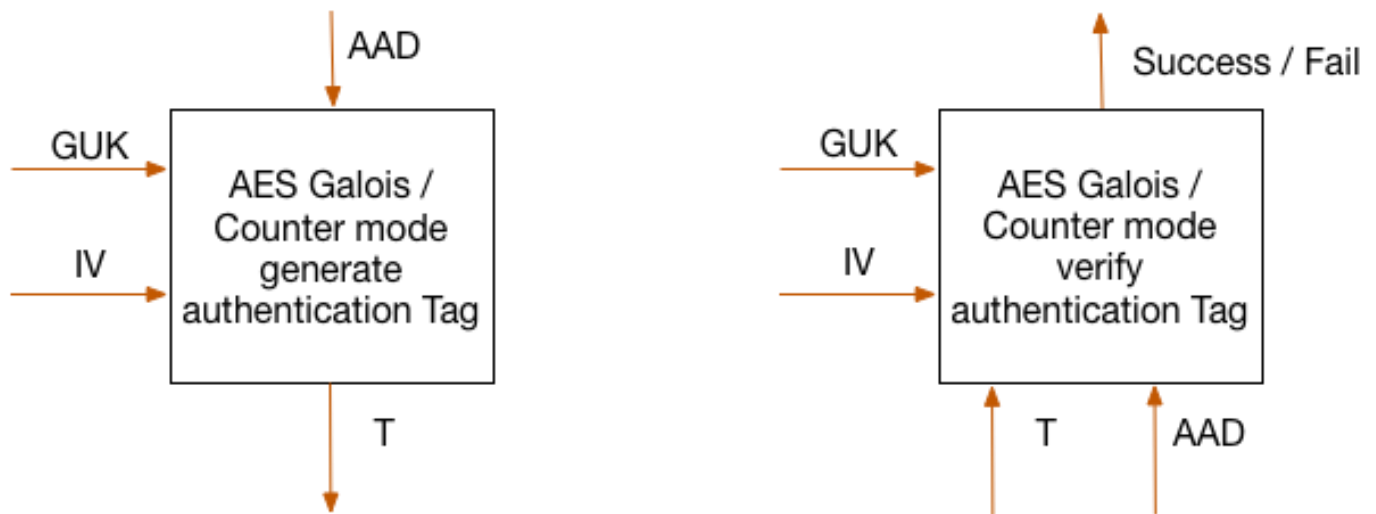 AAD
GUK
IV
AES Galois /
Counter mode
generate
authentication Tag
T
Success / Fail
GUK
IV
AES Galois /
Counter mode
verify
authentication Tag
T
AAD